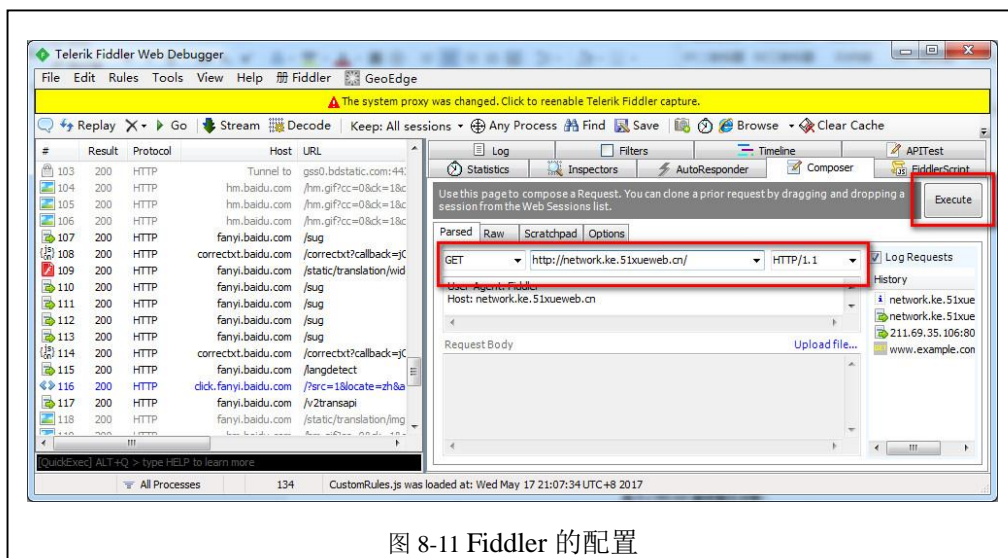 Telerik Fiddler Web Debugger
File Edit Rules Tools View Help 册 Fiddler GeoEdge
The system proxy was changed. Click to reenable Telerik Fiddler capture.
Replay X Go Stream Decode Keep: All sessions Any Process Find Save Browse Clear Cache
Log Filters Timeline APITest
Statistics Inspectors AutoResponder Composer FiddlerScript
Use this page to compose a Request. You can clone a prior request by dragging and dropping a
session from the Web Sessions list.
Execute
Parsed Raw Scratchpad Options
GET http://network.ke.51xueweb.cn/ HTTP/1.1
User-Agent: Fiddler
Host: network.ke.51xueweb.cn
Request Body Upload file...
Log Requests
History
network.ke.51xue
network.ke.51xue
211.69.35.106:80
www.example.con
# Result Protocol Host URL
103 200 HTTP Tunnel to gss0.bdstatic.com:44
104 200 HTTP hm.baidu.com /hm.gif?cc=0&ck=1&c
105 200 HTTP hm.baidu.com /hm.gif?cc=0&ck=1&c
106 200 HTTP hm.baidu.com /hm.gif?cc=0&ck=1&c
107 200 HTTP fanyi.baidu.com /sug
108 200 HTTP correctxt.baidu.com /correctxt?callback=jQ
109 200 HTTP fanyi.baidu.com /static/translation/wid
110 200 HTTP fanyi.baidu.com /sug
111 200 HTTP fanyi.baidu.com /sug
112 200 HTTP fanyi.baidu.com /sug
113 200 HTTP fanyi.baidu.com /sug
114 200 HTTP correctxt.baidu.com /correctxt?callback=jQ
115 200 HTTP fanyi.baidu.com /langdetect
116 200 HTTP click.fanyi.baidu.com /?src=1&locate=zh&a
117 200 HTTP fanyi.baidu.com /v2transapi
118 200 HTTP fanyi.baidu.com /static/translation/img
[QuickExec] ALT+Q > type HELP to learn more
All Processes 134 CustomRules.js was loaded at: Wed May 17 21:07:34 UTC+8 2017
图 8-11 Fiddler 的配置